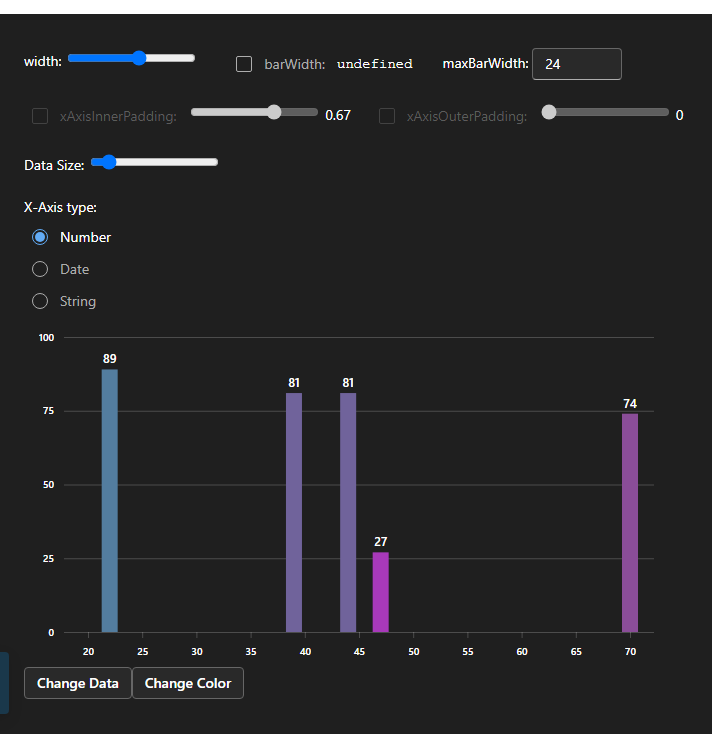 width: barWidth: undefined maxBarWidth: 24
xAxisInnerPadding: 0.67 xAxisOuterPadding: 0
Data Size:
X-Axis type:
Number
Date
String
100
89
81 81
75
74
50
27
25
0
20 25 30 35 40 45 50 55 60 65 70
Change Data Change Color